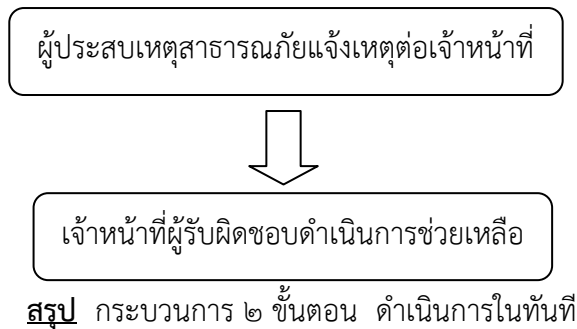 ผู้ประสบเหตุสาธารณภัยแจ้งเหตุต่อเจ้าหน้าที่
เจ้าหน้าที่ผู้รับผิดชอบดำเนินการช่วยเหลือ
สรุป กระบวนการ ๒ ขั้นตอน ดำเนินการในทันที